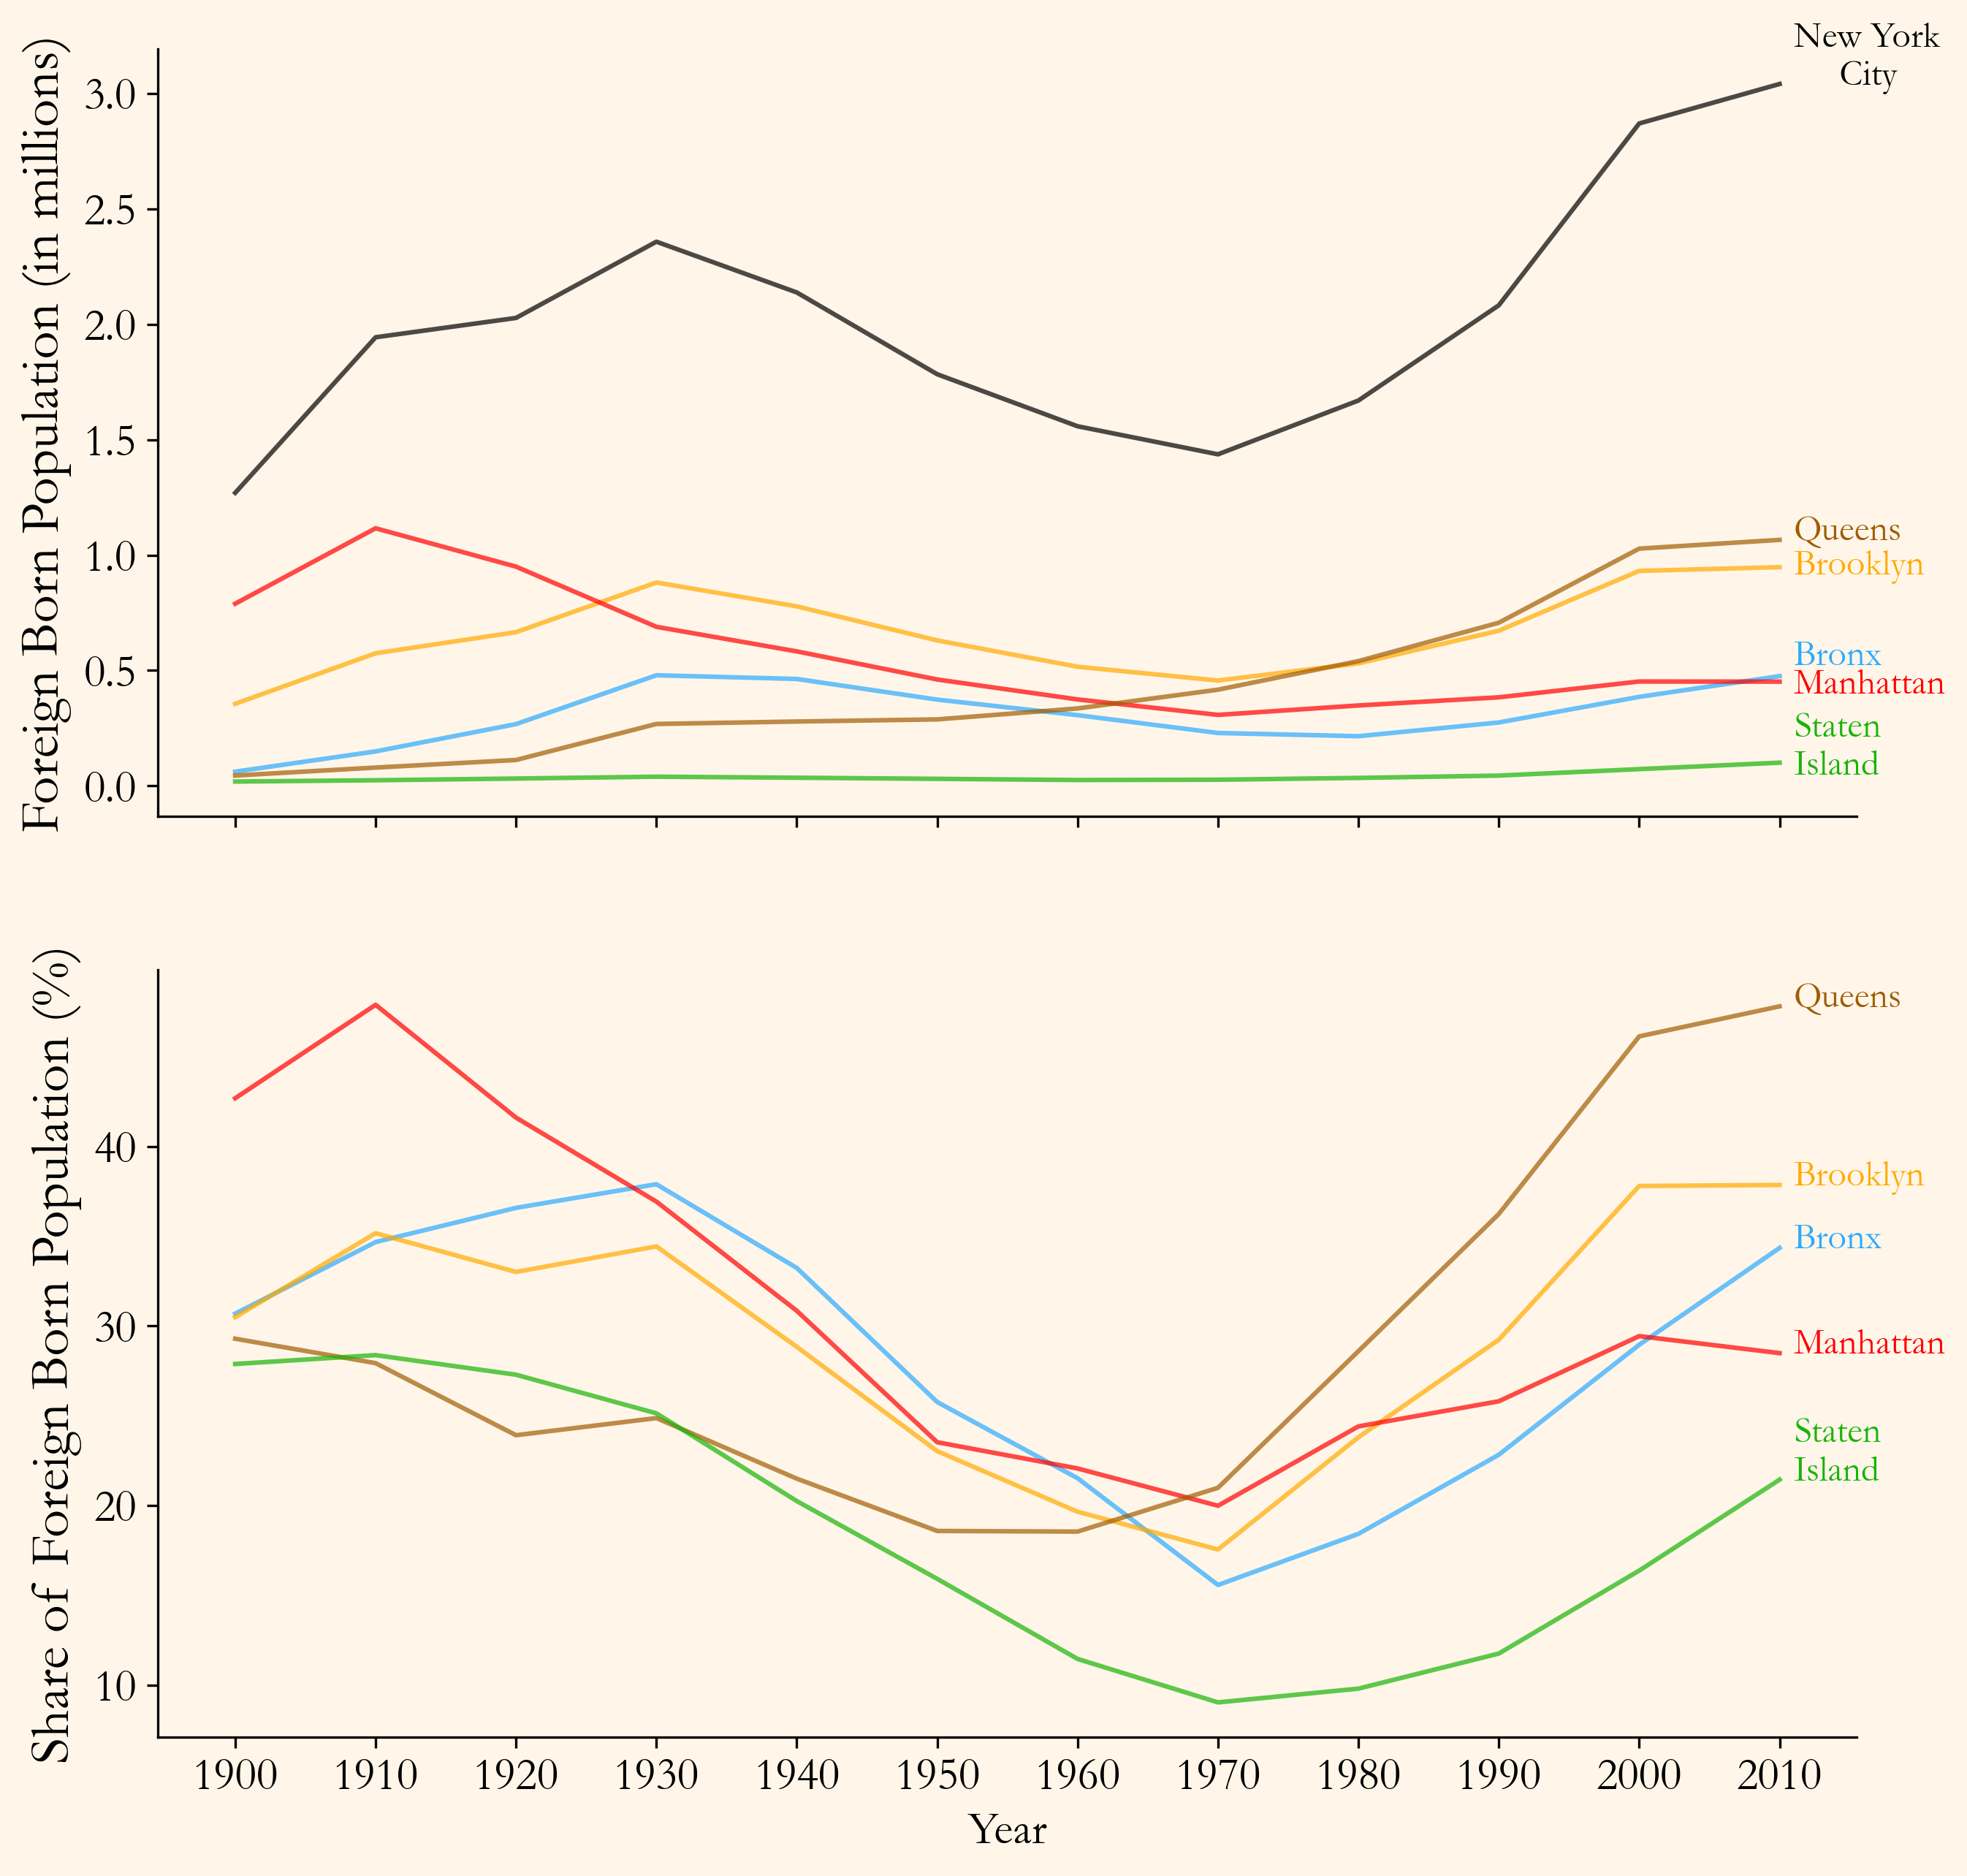 Foreign Born Population (in millions)
3.0
2.5
2.0
1.5
1.0
0.5
0.0
New York
City
Queens
Brooklyn
Bronx
Manhattan
Staten
Island
Share of Foreign Born Population (%)
40
30
20
10
Queens
Brooklyn
Bronx
Manhattan
Staten
Island
1900 1910 1920 1930 1940 1950 1960 1970 1980 1990 2000 2010
Year